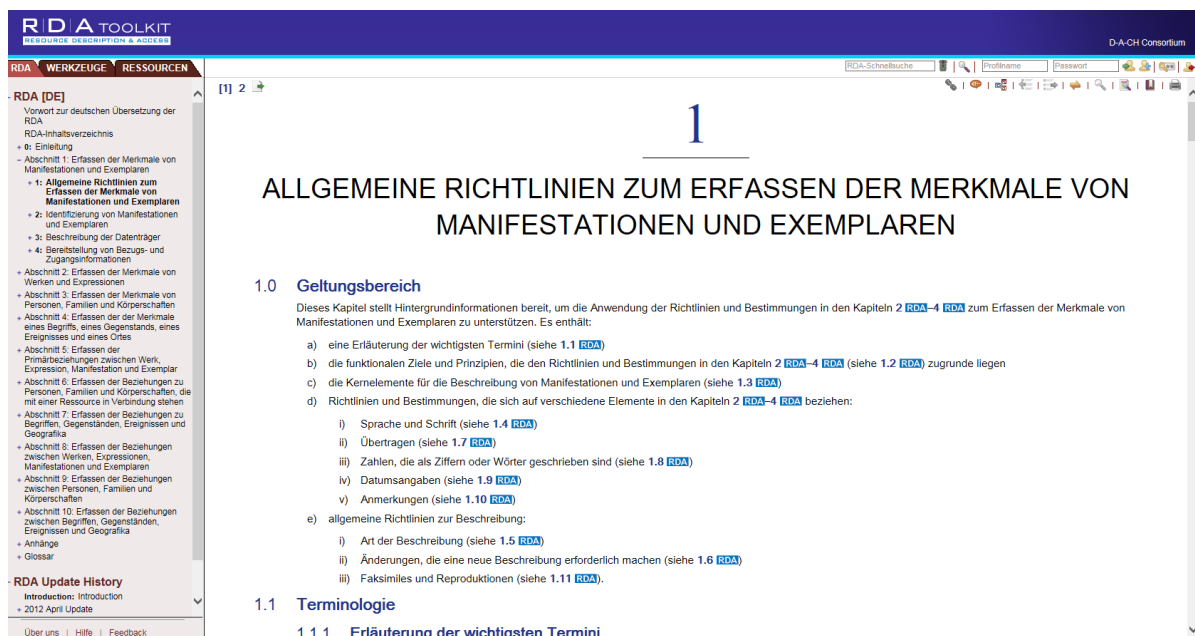 RDA TOOLKIT
RESOURCE DESCRIPTION & ACCESS
D-A-CH Consortium
RDA WERKZEUGE RESSOURCEN
RDA-Schnellsuche Profilname Passwort
- RDA [DE]
Vorwort zur deutschen Übersetzung der
RDA
RDA-Inhaltsverzeichnis
+ 0: Einleitung
– Abschnitt 1: Erfassen der Merkmale von
Manifestationen und Exemplaren
+ 1: Allgemeine Richtlinien zum
Erfassen der Merkmale von
Manifestationen und Exemplaren
+ 2: Identifizierung von Manifestationen
und Exemplaren
+ 3: Beschreibung der Datenträger
+ 4: Bereitstellung von Bezugs- und
Zugangsinformationen
+ Abschnitt 2: Erfassen der Merkmale von
Werken und Expressionen
+ Abschnitt 3: Erfassen der Merkmale von
Personen, Familien und Körperschaften
+ Abschnitt 4: Erfassen der der Merkmale
eines Begriffs, eines Gegenstands, eines
Ereignisses und eines Ortes
+ Abschnitt 5: Erfassen der
Primärbeziehungen zwischen Werk,
Expression, Manifestation und Exemplar
+ Abschnitt 6: Erfassen der Beziehungen zu
Personen, Familien und Körperschaften, die
mit einer Ressource in Verbindung stehen
+ Abschnitt 7: Erfassen der Beziehungen zu
Begriffen, Gegenständen, Ereignissen und
Geografika
+ Abschnitt 8: Erfassen der Beziehungen
zwischen Werken, Expressionen,
Manifestationen und Exemplaren
+ Abschnitt 9: Erfassen der Beziehungen
zwischen Personen, Familien und
Körperschaften
+ Abschnitt 10: Erfassen der Beziehungen
zwischen Begriffen, Gegenständen,
Ereignissen und Geografika
+ Anhänge
+ Glossar
- RDA Update History
Introduction: Introduction
+ 2012 April Update
Über uns | Hilfe | Feedback
[1] 2
1
ALLGEMEINE RICHTLINIEN ZUM ERFASSEN DER MERKMALE VON
MANIFESTATIONEN UND EXEMPLAREN
1.0 Geltungsbereich
Dieses Kapitel stellt Hintergrundinformationen bereit, um die Anwendung der Richtlinien und Bestimmungen in den Kapiteln 2 RDA–4 RDA zum Erfassen der Merkmale von
Manifestationen und Exemplaren zu unterstützen. Es enthält:
a) eine Erläuterung der wichtigsten Termini (siehe 1.1 RDA)
b) die funktionalen Ziele und Prinzipien, die den Richtlinien und Bestimmungen in den Kapiteln 2 RDA–4 RDA (siehe 1.2 RDA) zugrunde liegen
c) die Kernelemente für die Beschreibung von Manifestationen und Exemplaren (siehe 1.3 RDA)
d) Richtlinien und Bestimmungen, die sich auf verschiedene Elemente in den Kapiteln 2 RDA–4 RDA beziehen:
i) Sprache und Schrift (siehe 1.4 RDA)
ii) Übertragen (siehe 1.7 RDA)
iii) Zahlen, die als Ziffern oder Wörter geschrieben sind (siehe 1.8 RDA)
iv) Datumsangaben (siehe 1.9 RDA)
v) Anmerkungen (siehe 1.10 RDA)
e) allgemeine Richtlinien zur Beschreibung:
i) Art der Beschreibung (siehe 1.5 RDA)
ii) Änderungen, die eine neue Beschreibung erforderlich machen (siehe 1.6 RDA)
iii) Faksimiles und Reproduktionen (siehe 1.11 RDA).
1.1 Terminologie
1.1.1 Erläuterung der wichtigsten Termini